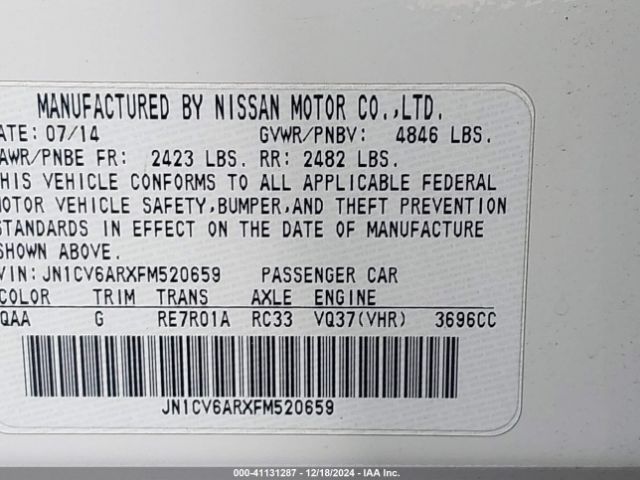 MANUFACTURED BY NISSAN MOTOR CO.,LTD.
ATE: 07/14 GVWR/PNBV: 4846 LBS.
AWR/PNBE FR: 2423 LBS. RR: 2482 LBS.
HIS VEHICLE CONFORMS TO ALL APPLICABLE FEDERAL
MOTOR VEHICLE SAFETY,BUMPER,AND THEFT PREVENTION
STANDARDS IN EFFECT ON THE DATE OF MANUFACTURE
SHOWN ABOVE.
VIN: JN1CV6ARXFM520659 PASSENGER CAR
COLOR TRIM TRANS AXLE ENGINE
QAA G RE7R01A RC33 VQ37(VHR) 3696CC
JN1CV6ARXFM520659
000-41131287 - 12/18/2024 - IAA Inc.